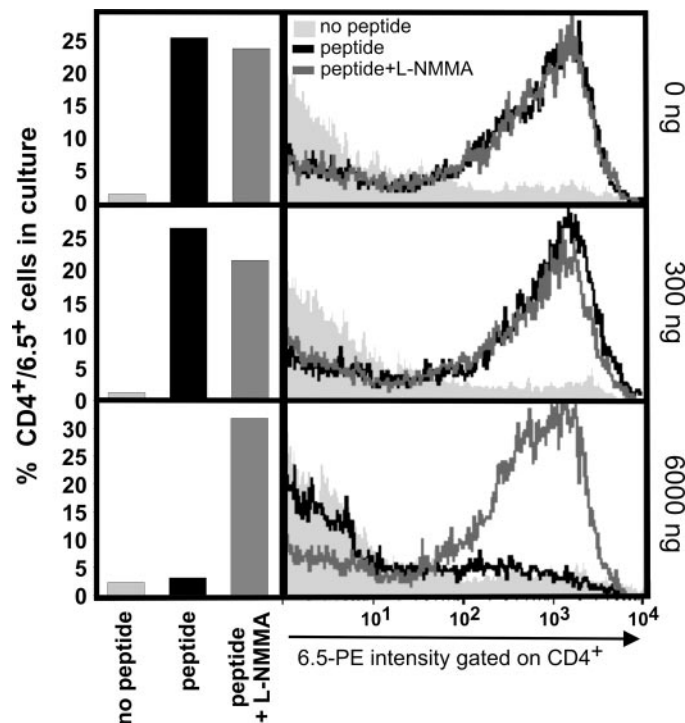 % CD4+/6.5+ cells in culture
25
20
15
10
5
0
no peptide
peptide
peptide+L-NMMA
0 ng
25
20
15
10
5
0
300 ng
30
25
20
15
10
5
0
6000 ng
no peptide
peptide
peptide
+ L-NMMA
10¹ 10² 10³ 10⁴
6.5-PE intensity gated on CD4⁺